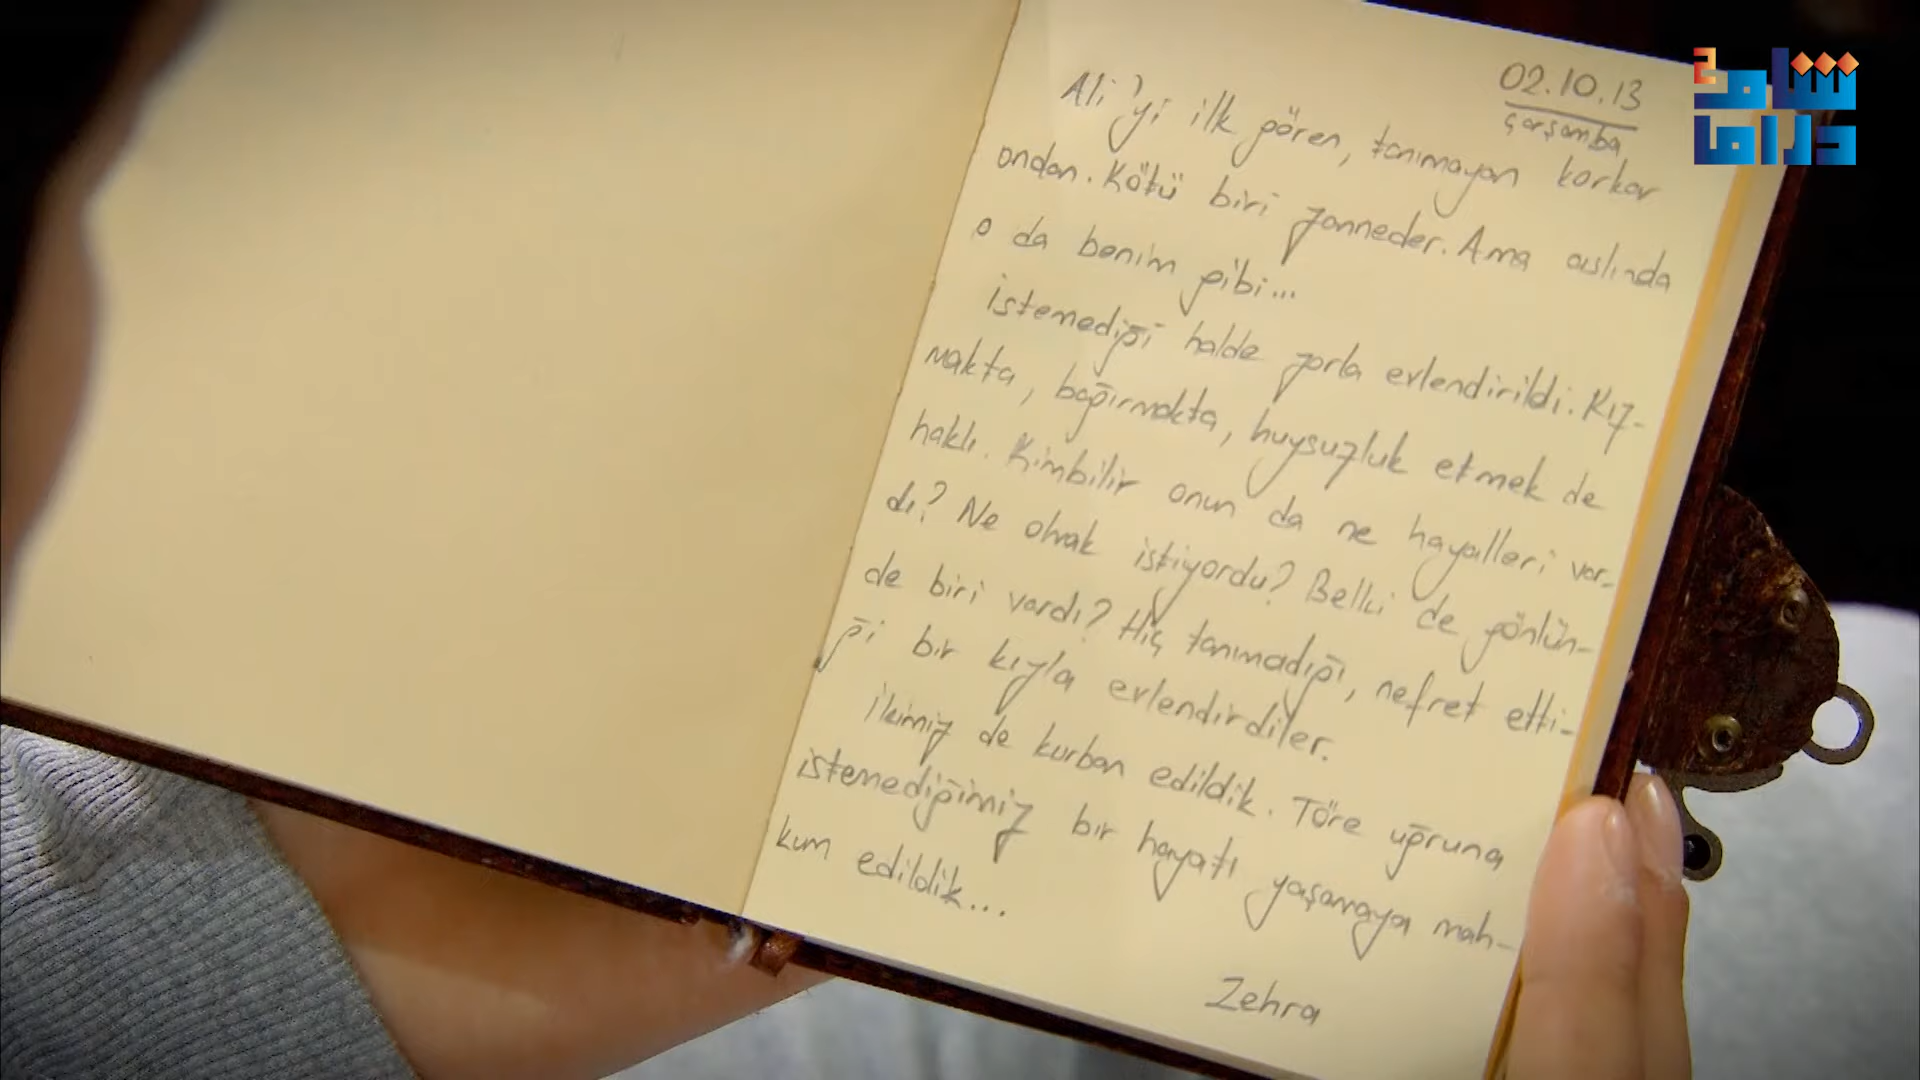 02.10.13
Çarşamba
Ali'yi ilk gören, tanımayan korkar
ondan. Kötü biri zanneder. Ama aslında
o da benim gibi...
İstemediği halde zorla evlendirildi. Kız-
makta, bağırmakta, huysuzluk etmek de
haklı. Kimbilir onun da ne hayalleri var-
dı? Ne olmak istiyordu? Belki de gönlün-
de biri vardı? Hiç tanımadığı, nefret etti-
ği bir kızla evlendirdiler.
İkimiz de kurban edildik. Töre uğruna
istemediğimiz bir hayatı yaşamaya mah-
kum edildik...
Zehra
شامـ2
دراما